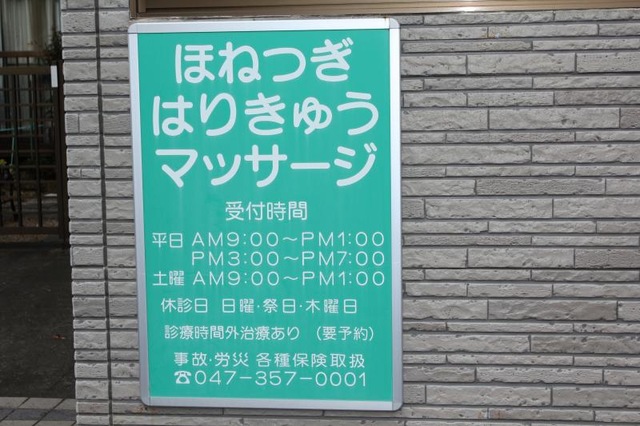 ほねつぎ
はりきゅう
マッサージ
受付時間
平日 AM9:00〜PM1:00
PM3:00〜PM7:00
土曜 AM9:00〜PM1:00
休診日 日曜・祭日・木曜日
診療時間外治療あり （要予約）
事故・労災 各種保険取扱
☎047-357-0001